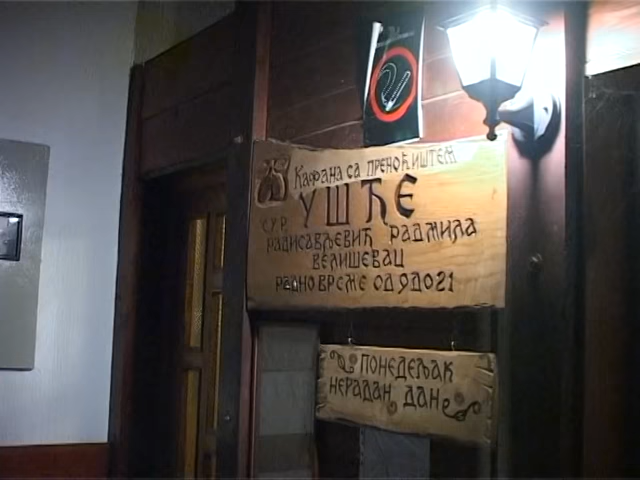 Кафана са преноћиштем
УШЋЕ
СУР
РАДИСАВЉЕВИЋ РАДМИЛА
ВЕЛИШЕВАЦ
РАДНО ВРЕМЕ ОД 9 ДО 21
ПОНЕДЕЉАК
НЕРАДАН ДАН